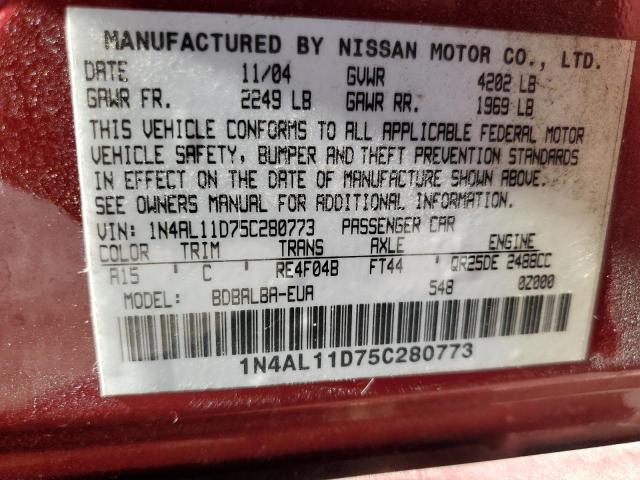 MANUFACTURED BY NISSAN MOTOR CO., LTD.
DATE 11/04 GVWR 4202 LB
GAWR FR. 2249 LB GAWR RR. 1969 LB
THIS VEHICLE CONFORMS TO ALL APPLICABLE FEDERAL MOTOR
VEHICLE SAFETY, BUMPER AND THEFT PREVENTION STANDARDS
IN EFFECT ON THE DATE OF MANUFACTURE SHOWN ABOVE.
SEE OWNERS MANUAL FOR ADDITIONAL INFORMATION.
VIN: 1N4AL11D75C280773 PASSENGER CAR
COLOR TRIM TRANS AXLE ENGINE
A15 C RE4F04B FT44 QR25DE 2488CC
MODEL: BDBALBA-EUA 548 0Z000
1N4AL11D75C280773